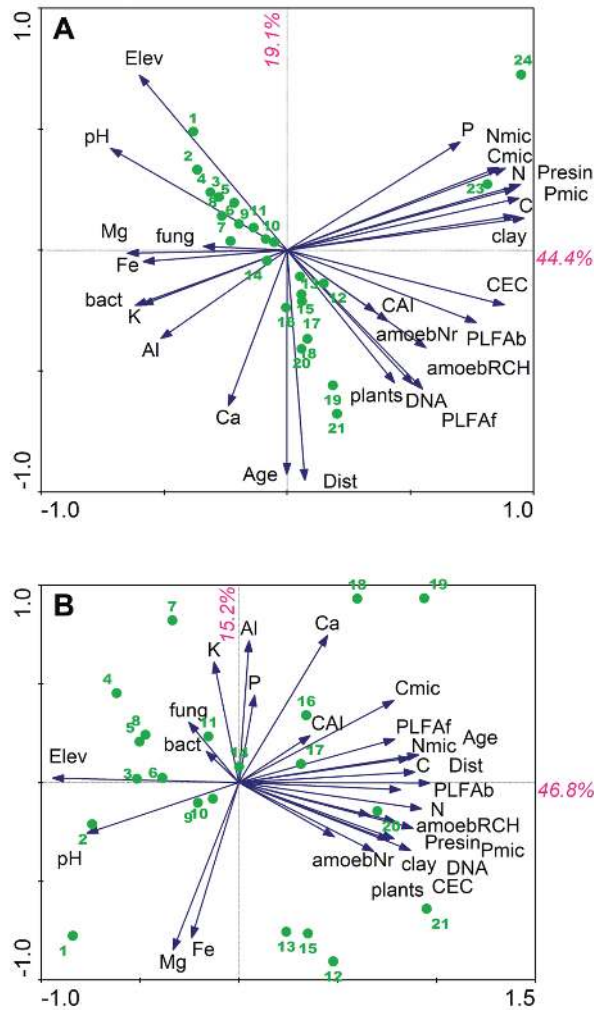 1.0
A
19.1%
24
Elev
1
P
pH
Nmic
2
Cmic
N
Presin
4 3
5
23
Pmic
8
6 9 11
C
7
10
clay
Mg
fung
44.4%
Fe
14
CEC
13
12
bact
CAI
K
15
16
17
amoebNr
PLFAb
Al
18
20
amoebRCH
plants
DNA
Ca
19
PLFAf
21
Age
Dist
-1.0
-1.0
1.0
B
1.0
15.2%
18
19
7
Al
Ca
K
4
P
Cmic
fung
16
8
11
CAI
PLFAf
5
bact
Nmic
Age
Elev
14
17
C
Dist
3
6
46.8%
PLFAb
N
9
10
20
amoebRCH
2
Presin
Pmic
pH
amoebNr
clay
DNA
plants
CEC
21
1
13
15
Fe
Mg
12
-1.0
-1.0
1.5